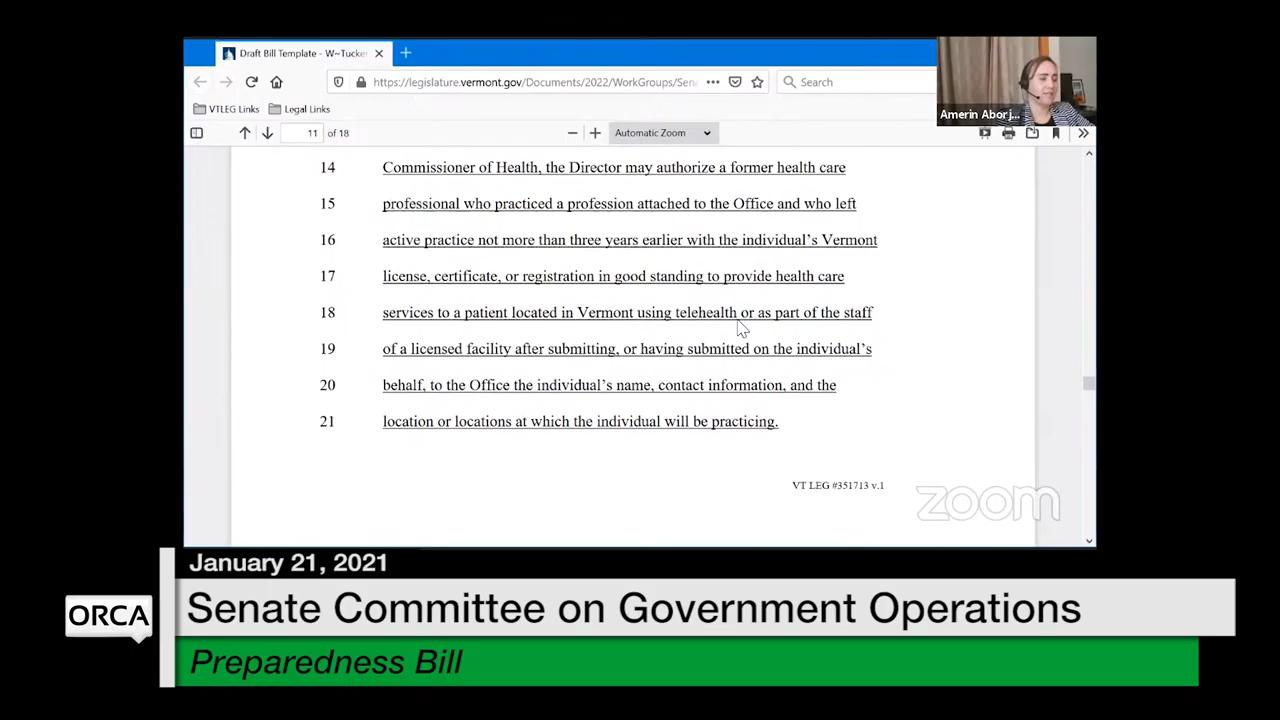 Draft Bill Template - W~Tucke
https://legislature.vermont.gov/Documents/2022/WorkGroups/Sen
Search
VTLEG Links Legal Links
11 of 18
Automatic Zoom
Amerin Aborj...
14 Commissioner of Health, the Director may authorize a former health care
15 professional who practiced a profession attached to the Office and who left
16 active practice not more than three years earlier with the individual’s Vermont
17 license, certificate, or registration in good standing to provide health care
18 services to a patient located in Vermont using telehealth or as part of the staff
19 of a licensed facility after submitting, or having submitted on the individual’s
20 behalf, to the Office the individual’s name, contact information, and the
21 location or locations at which the individual will be practicing.
VT LEG #351713 v.1
zoom
January 21, 2021
ORCA
Senate Committee on Government Operations
Preparedness Bill